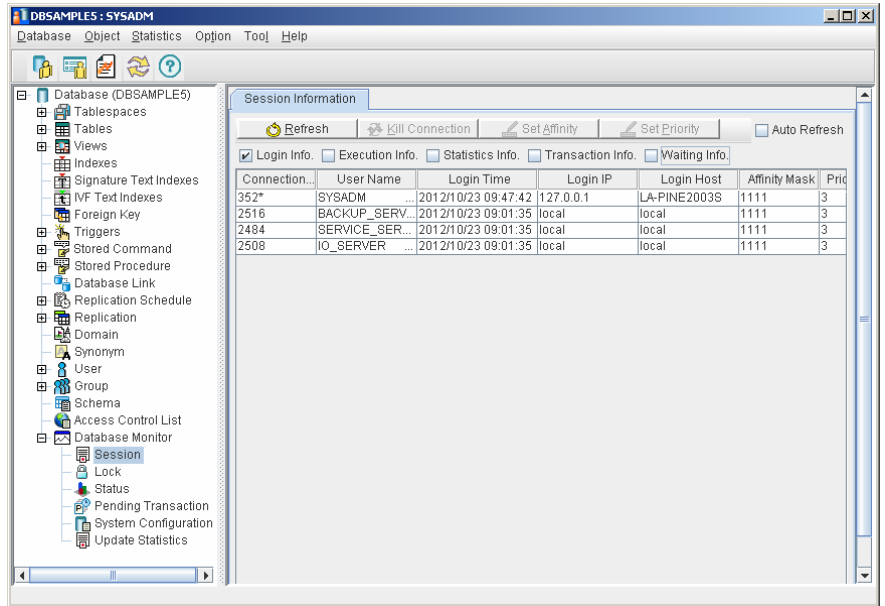 DBSAMPLE5 : SYSADM
Database Object Statistics Option Tool Help
Database (DBSAMPLE5)
Tablespaces
Tables
Views
Indexes
Signature Text Indexes
IVF Text Indexes
Foreign Key
Triggers
Stored Command
Stored Procedure
Database Link
Replication Schedule
Replication
Domain
Synonym
User
Group
Schema
Access Control List
Database Monitor
Session
Lock
Status
Pending Transaction
System Configuration
Update Statistics
Session Information
Refresh Kill Connection Set Affinity Set Priority Auto Refresh
Login Info. Execution Info. Statistics Info. Transaction Info. Waiting Info.
Connection... User Name Login Time Login IP Login Host Affinity Mask Pric
352* SYSADM ... 2012/10/23 09:47:42 127.0.0.1 LA-PINE2003S 1111 3
2516 BACKUP_SERV... 2012/10/23 09:01:35 local local 1111 3
2484 SERVICE_SER... 2012/10/23 09:01:35 local local 1111 3
2508 IO_SERVER ... 2012/10/23 09:01:35 local local 1111 3